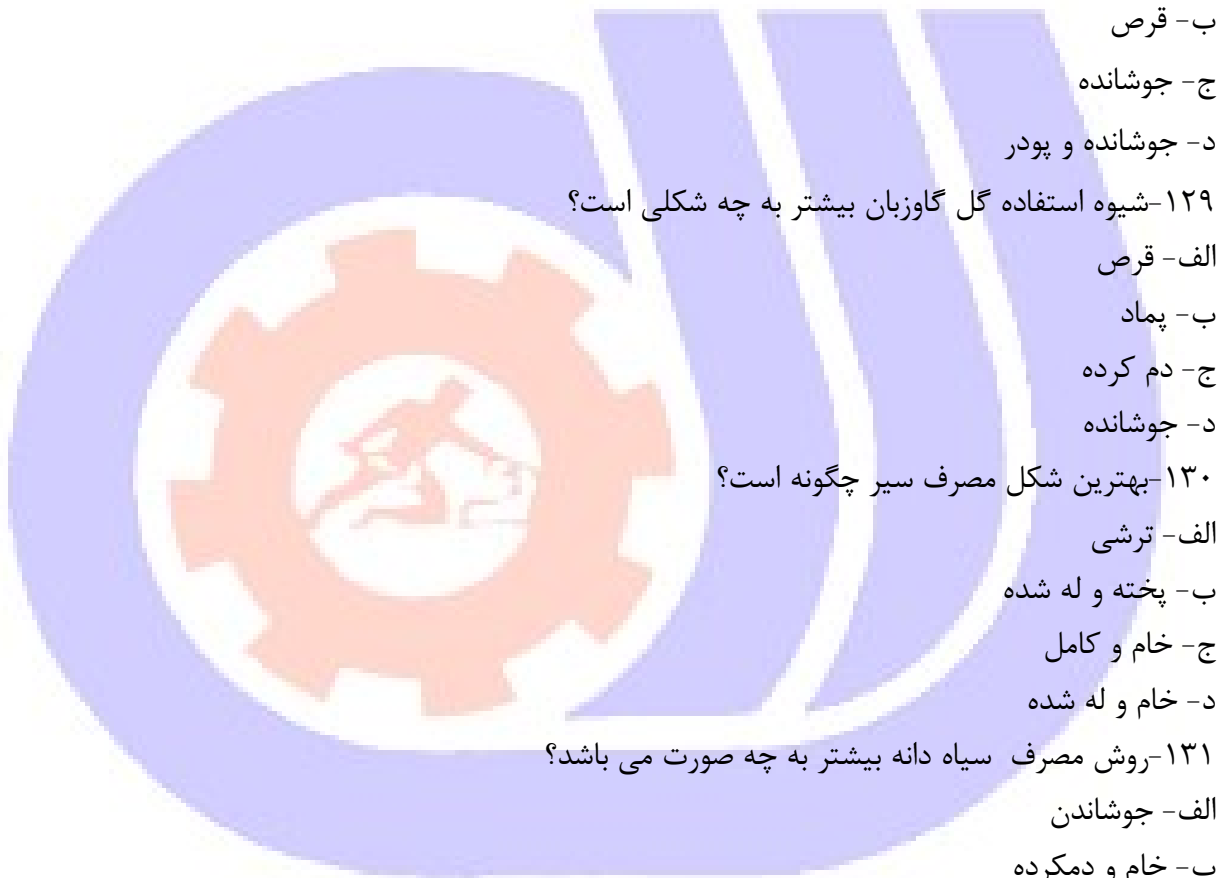 ب- قرص
ج- جوشانده
د- جوشانده و پودر
۱۲۹-شیوه استفاده گل گاوزبان بیشتر به چه شکلی است؟
الف- قرص
ب- پماد
ج- دم کرده
د- جوشانده
۱۳۰-بهترین شکل مصرف سیر چگونه است؟
الف- ترشی
ب- پخته و له شده
ج- خام و کامل
د- خام و له شده
۱۳۱-روش مصرف سیاه دانه بیشتر به چه صورت می باشد؟
الف- جوشاندن
ب- خام و دمکرده